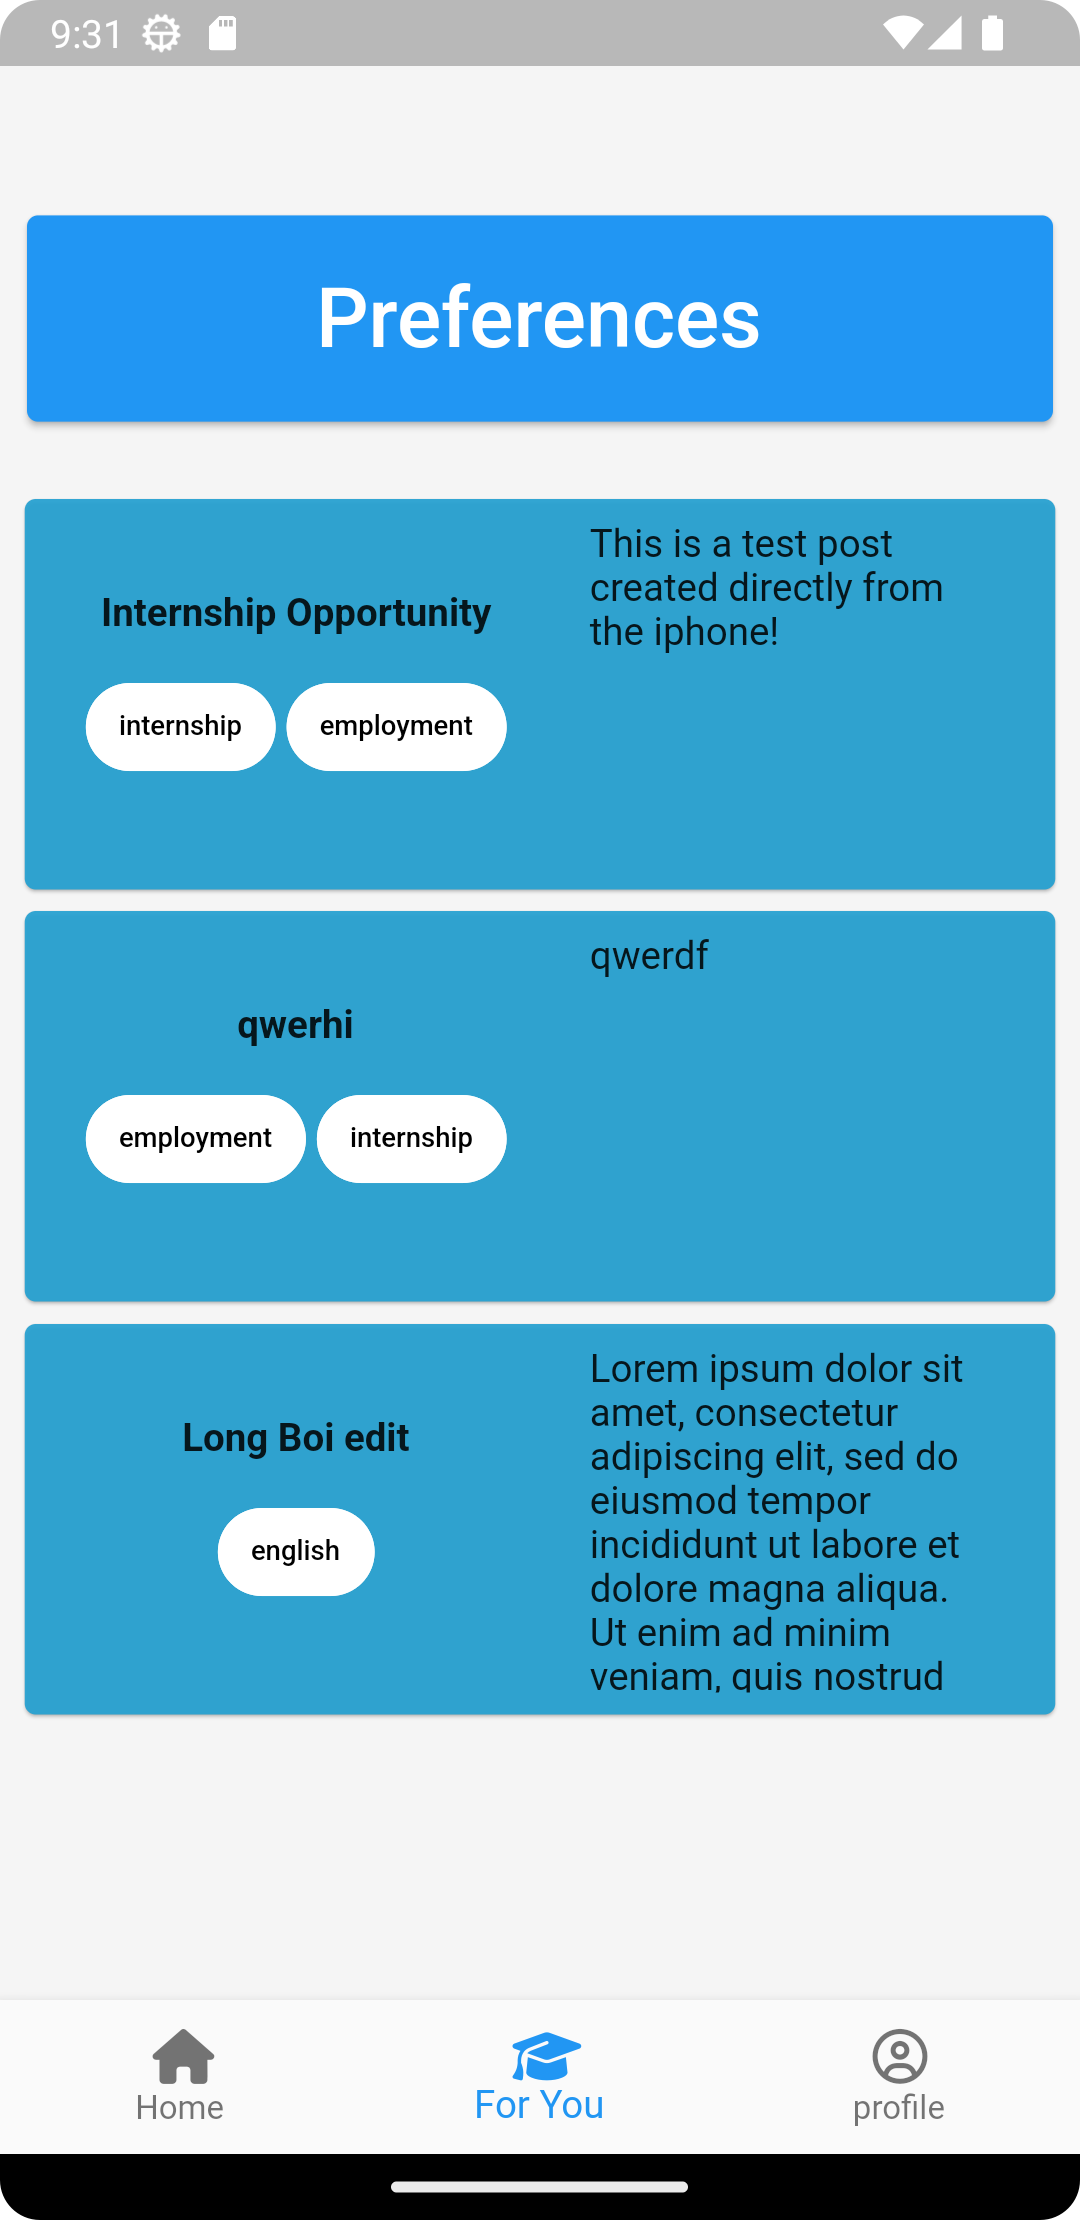 9:31
Preferences
Internship Opportunity
internship employment
This is a test post
created directly from
the iphone!
qwerhi
employment internship
qwerdf
Long Boi edit
english
Lorem ipsum dolor sit
amet, consectetur
adipiscing elit, sed do
eiusmod tempor
incididunt ut labore et
dolore magna aliqua.
Ut enim ad minim
veniam, quis nostrud
Home For You profile